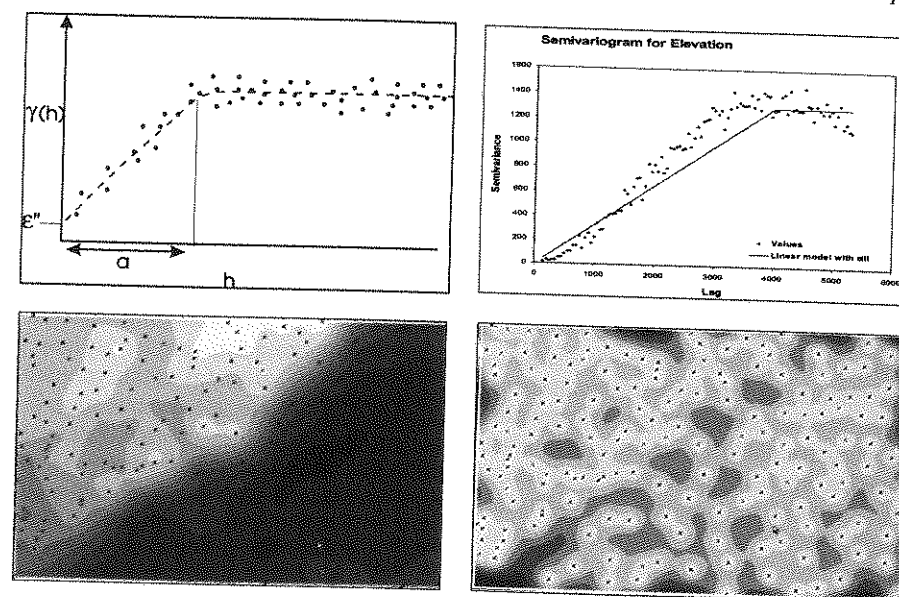 γ(h)
ε"
a
h
Semivariogram for Elevation
Semivariance
1800
1400
1200
1000
800
600
400
200
0
0 1000 2000 3000 4000 5000 6000
Values
Linear model with sill
Lag